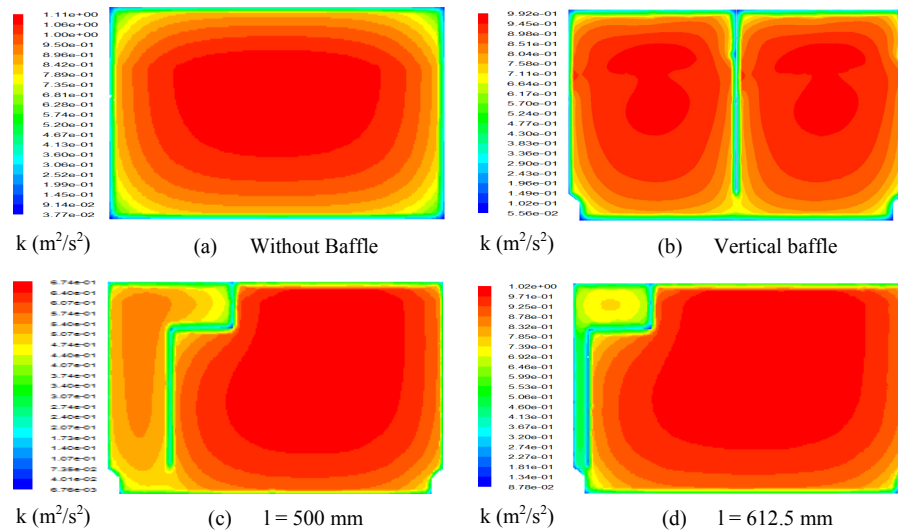 1.11e+00
1.06e+00
1.00e+00
9.50e-01
8.96e-01
8.42e-01
7.89e-01
7.35e-01
6.81e-01
6.28e-01
5.74e-01
5.20e-01
4.67e-01
4.13e-01
3.60e-01
3.06e-01
2.52e-01
1.99e-01
1.45e-01
9.14e-02
3.77e-02
k (m²/s²)
(a) Without Baffle
9.92e-01
9.45e-01
8.98e-01
8.51e-01
8.04e-01
7.58e-01
7.11e-01
6.64e-01
6.17e-01
5.70e-01
5.24e-01
4.77e-01
4.30e-01
3.83e-01
3.36e-01
2.90e-01
2.43e-01
1.96e-01
1.49e-01
1.02e-01
5.56e-02
k (m²/s²)
(b) Vertical baffle
6.74e-01
6.40e-01
6.07e-01
5.74e-01
5.40e-01
5.07e-01
4.74e-01
4.40e-01
4.07e-01
3.74e-01
3.40e-01
3.07e-01
2.74e-01
2.40e-01
2.07e-01
1.73e-01
1.40e-01
1.07e-01
7.35e-02
4.01e-02
6.76e-03
k (m²/s²)
(c) l = 500 mm
1.02e+00
9.71e-01
9.25e-01
8.78e-01
8.32e-01
7.85e-01
7.39e-01
6.92e-01
6.46e-01
5.99e-01
5.53e-01
5.06e-01
4.60e-01
4.13e-01
3.67e-01
3.20e-01
2.74e-01
2.27e-01
1.81e-01
1.34e-01
8.78e-02
k (m²/s²)
(d) l = 612.5 mm